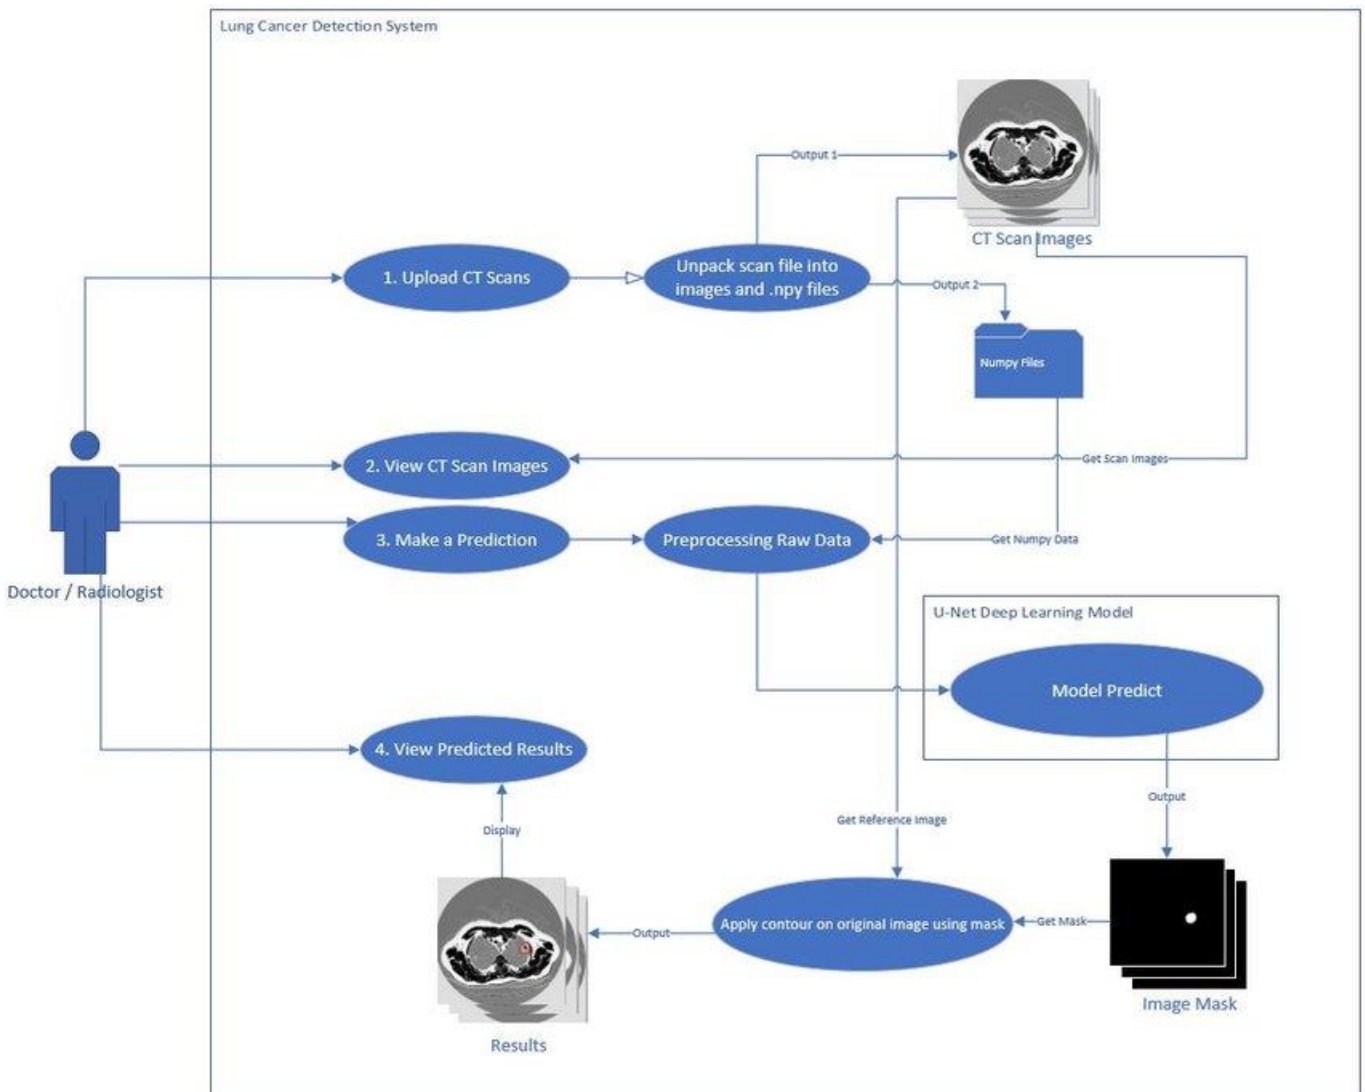 Lung Cancer Detection System
Output 1
CT Scan Images
1. Upload CT Scans
Unpack scan file into
images and .npy files
Output 2
Numpy Files
2. View CT Scan Images
Get Scan Images
3. Make a Prediction
Preprocessing Raw Data
Get Numpy Data
Doctor / Radiologist
U-Net Deep Learning Model
Model Predict
4. View Predicted Results
Output
Display
Get Reference Image
Apply contour on original image using mask
Get Mask
Output
Image Mask
Results